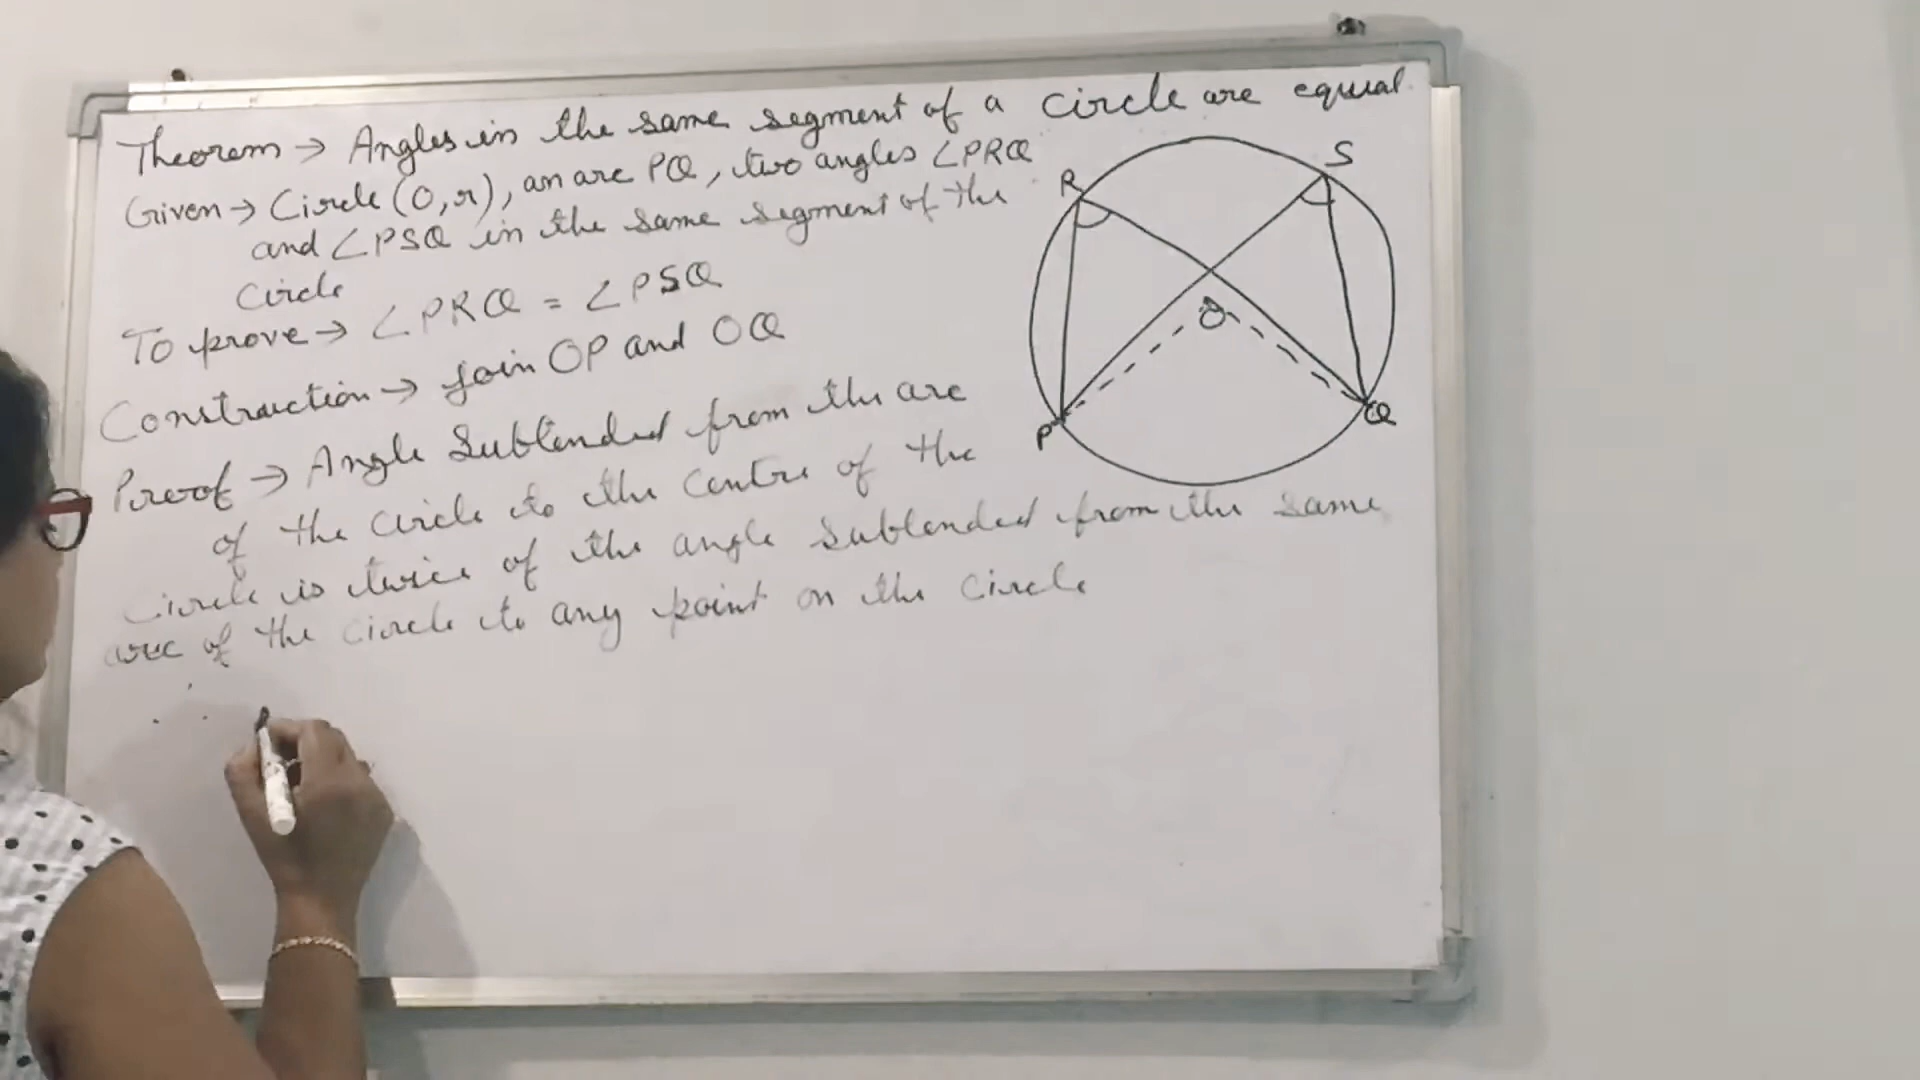 Theorem → Angles in the same segment of a circle are equal
Given → Circle (O,r), an arc PQ, two angles ∠PRQ
and ∠PSQ in the same segment of the
circle
To prove → ∠PRQ = ∠PSQ
Construction → join OP and OQ
Proof → Angle Subtended from the arc
of the circle to the centre of the
circle is twice of the angle subtended from the same
arc of the circle to any point on the circle
∴
R
S
O
P
Q